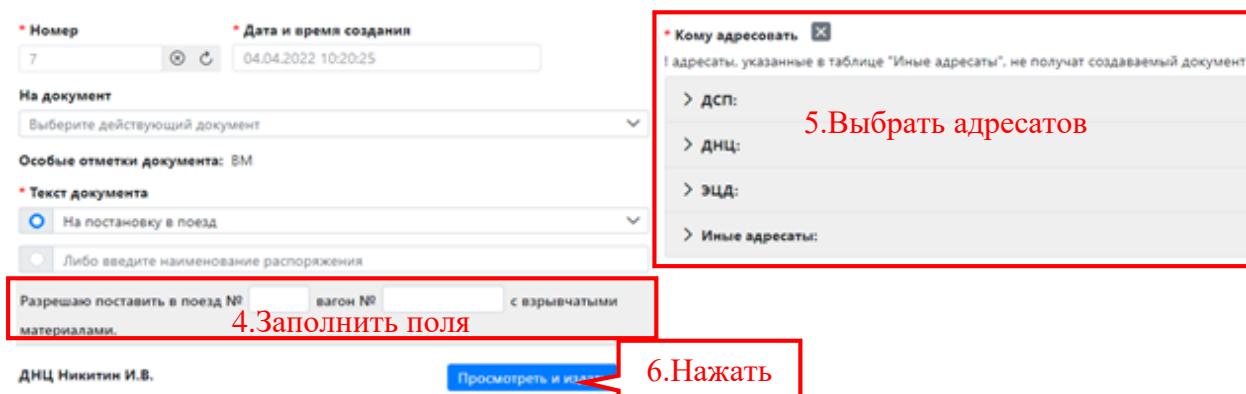 * Номер
* Дата и время создания
7
04.04.2022 10:20:25
На документ
Выберите действующий документ
Особые отметки документа: ВМ
* Текст документа
На постановку в поезд
Либо введите наименование распоряжения
Разрешаю поставить в поезд № вагон № с взрывчатыми
материалами.
4.Заполнить поля
ДНЦ Никитин И.В.
Просмотреть и
6.Нажать
* Кому адресовать
! адресаты, указанные в таблице "Иные адресаты", не получат создаваемый документ
ДСП:
5.Выбрать адресатов
ДНЦ:
ЭЦД:
Иные адресаты: